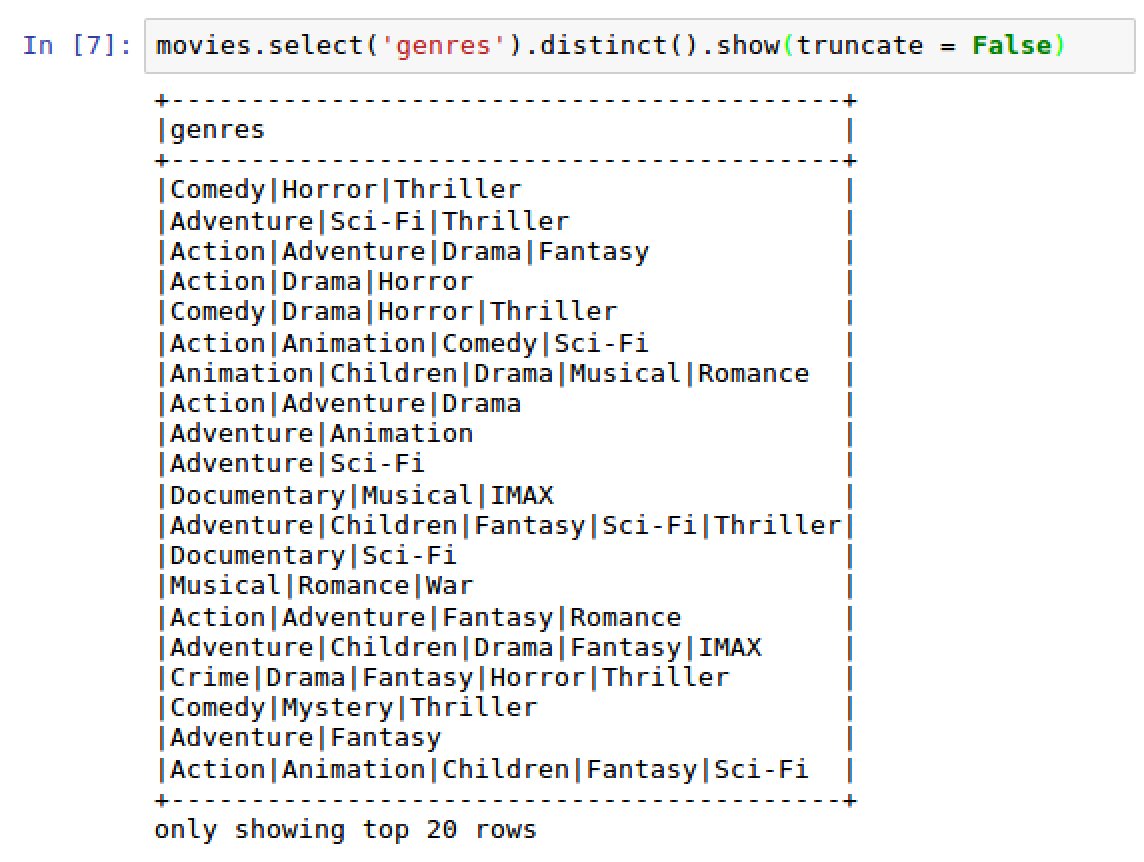 In [7]: movies.select('genres').distinct().show(truncate = False)
+------------------------------------------+
|genres                                    |
+------------------------------------------+
|Comedy|Horror|Thriller                    |
|Adventure|Sci-Fi|Thriller                 |
|Action|Adventure|Drama|Fantasy            |
|Action|Drama|Horror                       |
|Comedy|Drama|Horror|Thriller              |
|Action|Animation|Comedy|Sci-Fi            |
|Animation|Children|Drama|Musical|Romance  |
|Action|Adventure|Drama                    |
|Adventure|Animation                       |
|Adventure|Sci-Fi                          |
|Documentary|Musical|IMAX                  |
|Adventure|Children|Fantasy|Sci-Fi|Thriller|
|Documentary|Sci-Fi                        |
|Musical|Romance|War                       |
|Action|Adventure|Fantasy|Romance          |
|Adventure|Children|Drama|Fantasy|IMAX     |
|Crime|Drama|Fantasy|Horror|Thriller       |
|Comedy|Mystery|Thriller                   |
|Adventure|Fantasy                         |
|Action|Animation|Children|Fantasy|Sci-Fi  |
+------------------------------------------+
only showing top 20 rows